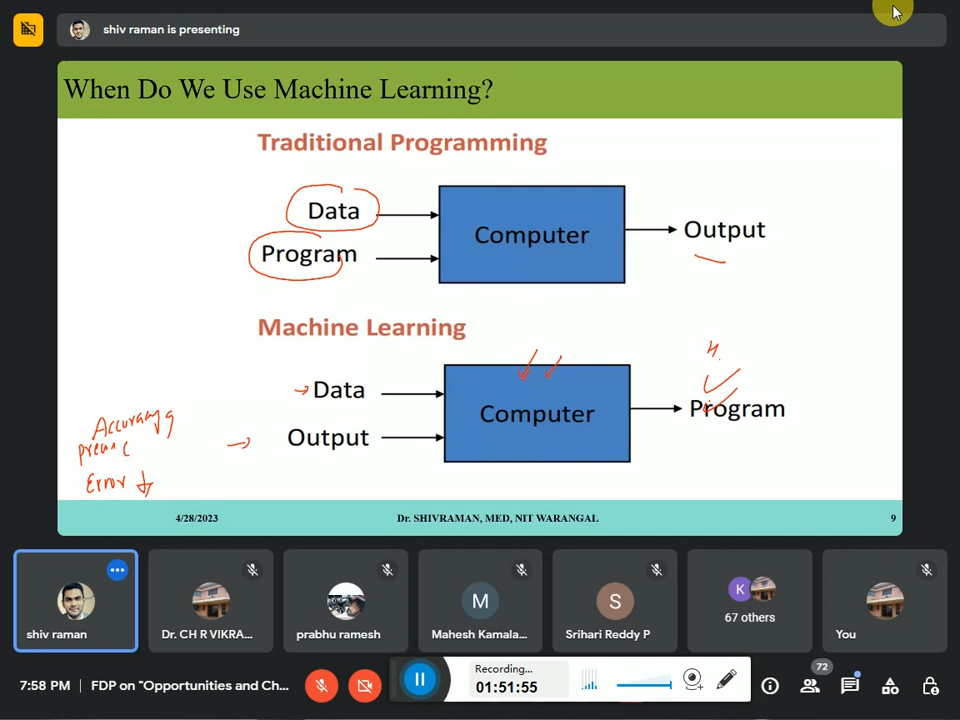 shiv raman is presenting
When Do We Use Machine Learning?
Traditional Programming
Data
Program
Computer
Output
Machine Learning
Data
Output
Computer
Program
Accuracy
Error
4/28/2023
Dr. SHIVRAMAN, MED, NIT WARANGAL
9
shiv raman
Dr. CH R VIKRA...
prabhu ramesh
M
Mahesh Kamala...
S
Srihari Reddy P
K
67 others
You
7:58 PM
FDP on "Opportunities and Ch...
Recording...
01:51:55
72